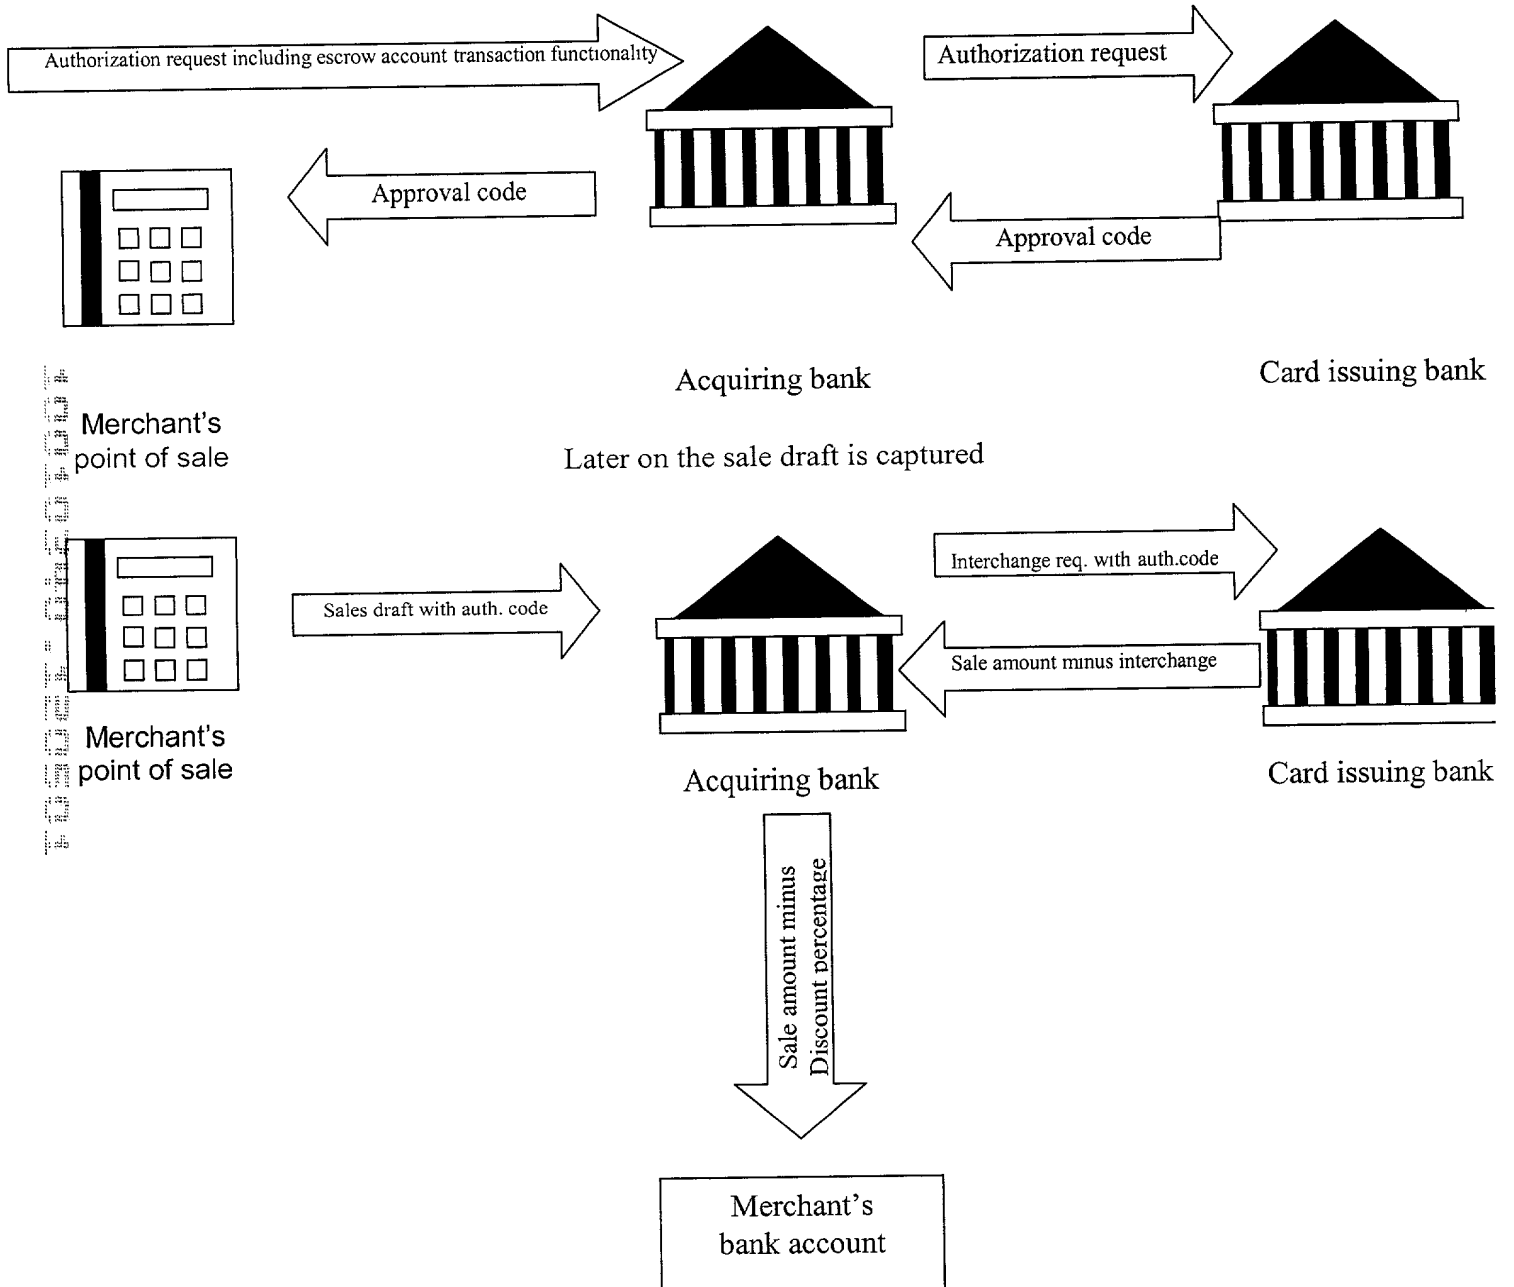 Authorization request including escrow account transaction functionality
Authorization request
Approval code
Approval code
Acquiring bank
Card issuing bank
Merchant's
point of sale
Later on the sale draft is captured
Interchange req. with auth.code
Sales draft with auth. code
Sale amount minus interchange
Merchant's
point of sale
Acquiring bank
Card issuing bank
Sale amount minus
Discount percentage
Merchant's
bank account